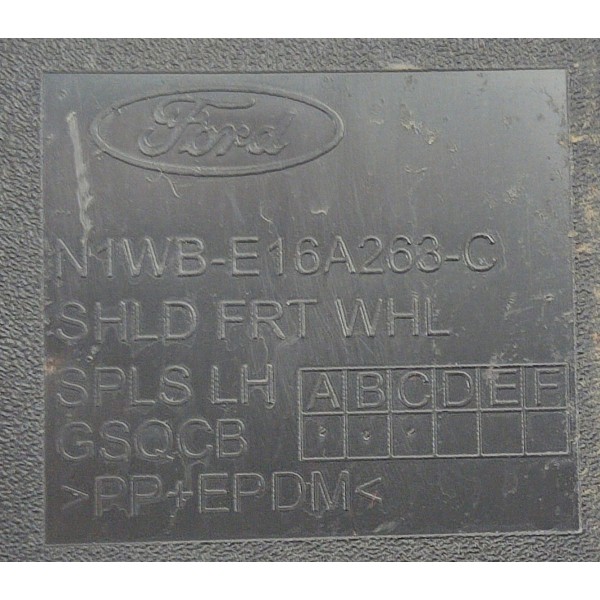 Ford
N1WB-E16A263-C
SHLD FRT WHL
SPLS LH
A B C D E F
GSQCB
>PP+EPDM<